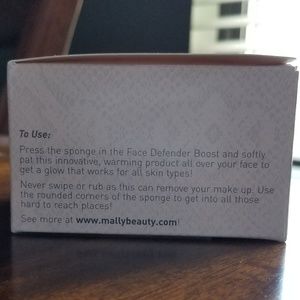 To Use:
Press the sponge in the Face Defender Boost and softly
pat this innovative, warming product all over your face to
get a glow that works for all skin types!
Never swipe or rub as this can remove your make up. Use
the rounded corners of the sponge to get into all those
hard to reach places!
See more at www.mallybeauty.com!